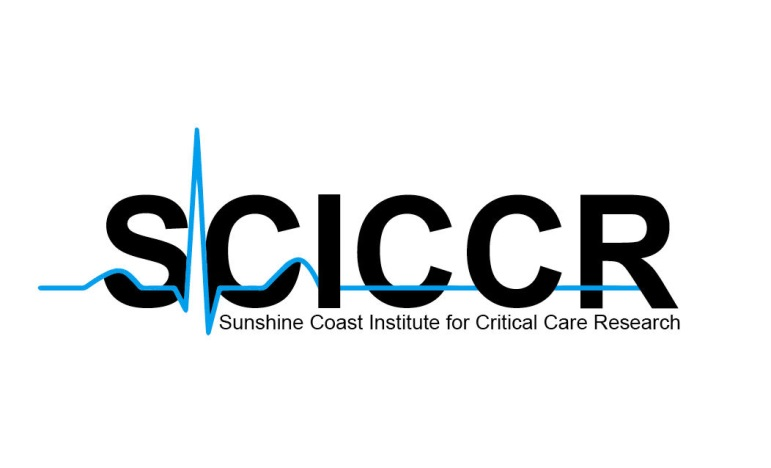 SCICCR
Sunshine Coast Institute for Critical Care Research